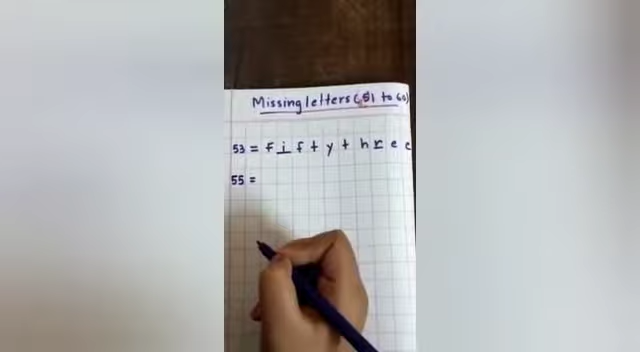 Missing letters (51 to 60)
53 = f i f t y t h r e e
55 =